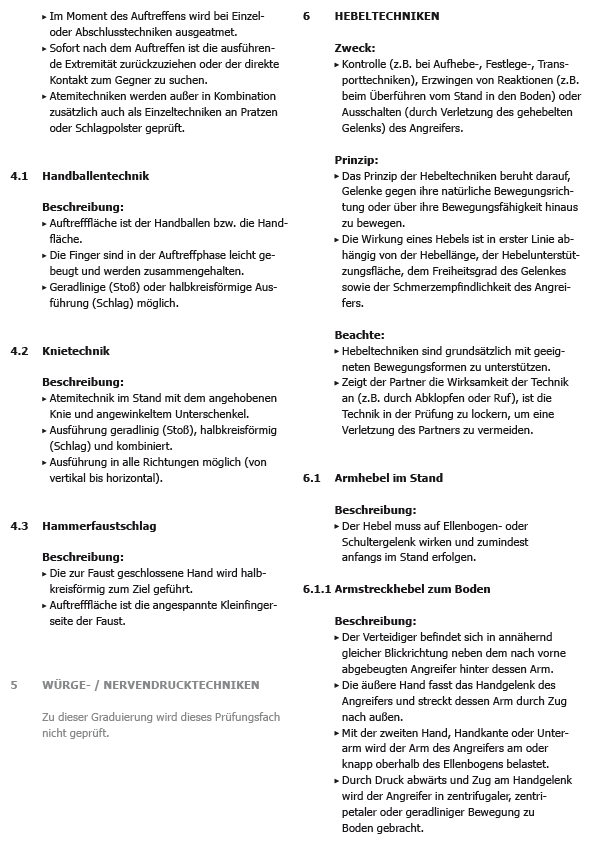 ▸ Im Moment des Auftreffens wird bei Einzel-
oder Abschlusstechniken ausgeatmet.
▸ Sofort nach dem Auftreffen ist die ausführen-
de Extremität zurückzuziehen oder der direkte
Kontakt zum Gegner zu suchen.
▸ Atemitechniken werden außer in Kombination
zusätzlich auch als Einzeltechniken an Pratzen
oder Schlagpolster geprüft.
4.1 Handballentechnik
Beschreibung:
▸ Auftrefffläche ist der Handballen bzw. die Hand-
fläche.
▸ Die Finger sind in der Auftreffphase leicht ge-
beugt und werden zusammengehalten.
▸ Geradlinige (Stoß) oder halbkreisförmige Aus-
führung (Schlag) möglich.
4.2 Knietechnik
Beschreibung:
▸ Atemitechnik im Stand mit dem angehobenen
Knie und angewinkeltem Unterschenkel.
▸ Ausführung geradlinig (Stoß), halbkreisförmig
(Schlag) und kombiniert.
▸ Ausführung in alle Richtungen möglich (von
vertikal bis horizontal).
4.3 Hammerfaustschlag
Beschreibung:
▸ Die zur Faust geschlossene Hand wird halb-
kreisförmig zum Ziel geführt.
▸ Auftrefffläche ist die angespannte Kleinfinger-
seite der Faust.
5 WÜRGE- / NERVENDRUCKTECHNIKEN
Zu dieser Graduierung wird dieses Prüfungsfach
nicht geprüft.
6 HEBELTECHNIKEN
Zweck:
▸ Kontrolle (z.B. bei Aufhebe-, Festlege-, Trans-
porttechniken), Erzwingen von Reaktionen (z.B.
beim Überführen vom Stand in den Boden) oder
Ausschalten (durch Verletzung des gehebelten
Gelenks) des Angreifers.
Prinzip:
▸ Das Prinzip der Hebeltechniken beruht darauf,
Gelenke gegen ihre natürliche Bewegungsrich-
tung oder über ihre Bewegungsfähigkeit hinaus
zu bewegen.
▸ Die Wirkung eines Hebels ist in erster Linie ab-
hängig von der Hebellänge, der Hebelunterstüt-
zungsfläche, dem Freiheitsgrad des Gelenkes
sowie der Schmerzempfindlichkeit des Angrei-
fers.
Beachte:
▸ Hebeltechniken sind grundsätzlich mit geeig-
neten Bewegungsformen zu unterstützen.
▸ Zeigt der Partner die Wirksamkeit der Technik
an (z.B. durch Abklopfen oder Ruf), ist die
Technik in der Prüfung zu lockern, um eine
Verletzung des Partners zu vermeiden.
6.1 Armhebel im Stand
Beschreibung:
▸ Der Hebel muss auf Ellenbogen- oder
Schultergelenk wirken und zumindest
anfangs im Stand erfolgen.
6.1.1 Armstreckhebel zum Boden
Beschreibung:
▸ Der Verteidiger befindet sich in annähernd
gleicher Blickrichtung neben dem nach vorne
abgebeugten Angreifer hinter dessen Arm.
▸ Die äußere Hand fasst das Handgelenk des
Angreifers und streckt dessen Arm durch Zug
nach außen.
▸ Mit der zweiten Hand, Handkante oder Unter-
arm wird der Arm des Angreifers am oder
knapp oberhalb des Ellenbogens belastet.
▸ Durch Druck abwärts und Zug am Handgelenk
wird der Angreifer in zentrifugaler, zentri-
petaler oder geradliniger Bewegung zu
Boden gebracht.